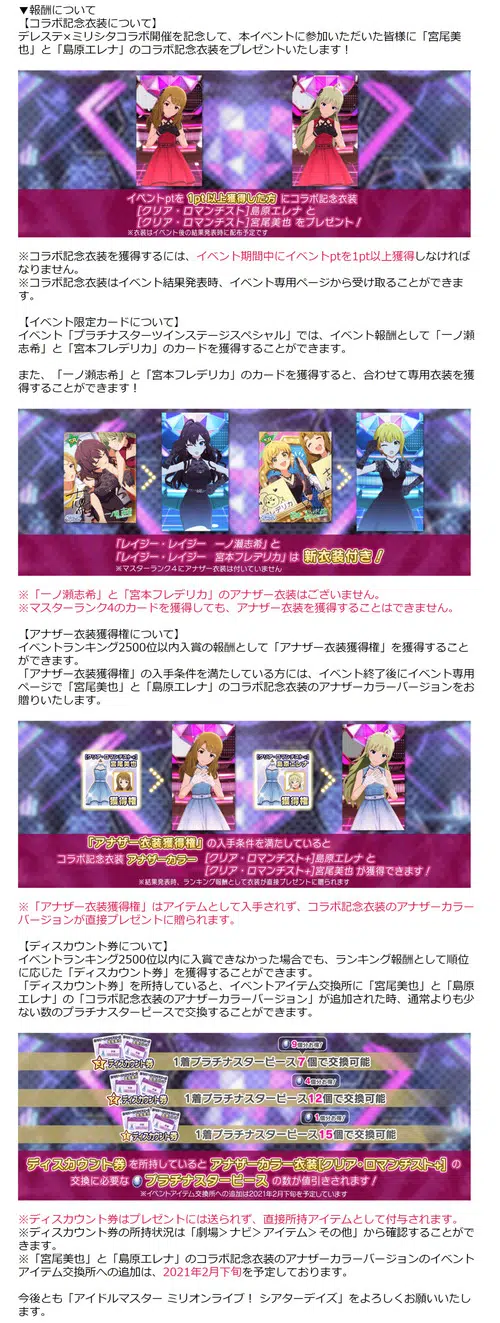 ▼報酬について
【コラボ記念衣装について】
デレステ×ミリシタコラボ開催を記念して、本イベントに参加いただいた皆様に「宮尾美
也」と「島原エレナ」のコラボ記念衣装をプレゼントいたします！
イベントptを 1pt以上獲得した方 にコラボ記念衣装
[クリア・ロマンチスト]島原エレナ と
[クリア・ロマンチスト]宮尾美也 をプレゼント！
※衣装はイベント後の結果発表時に配布予定です
※コラボ記念衣装を獲得するには、イベント期間中にイベントptを1pt以上獲得しなければ
なりません。
※コラボ記念衣装はイベント結果発表時、イベント専用ページから受け取ることができま
す。
【イベント限定カードについて】
イベント「プラチナスターツインステージスペシャル」では、イベント報酬として「一ノ瀬
志希」と「宮本フレデリカ」のカードを獲得することができます。
また、「一ノ瀬志希」と「宮本フレデリカ」のカードを獲得すると、合わせて専用衣装を獲
得することができます！
「レイジー・レイジー　一ノ瀬志希」と
「レイジー・レイジー　宮本フレデリカ」は 新衣装付き！
※マスターランク4にアナザー衣装は付いていません
※「一ノ瀬志希」と「宮本フレデリカ」のアナザー衣装はございません。
※マスターランク4のカードを獲得しても、アナザー衣装を獲得することはできません。
【アナザー衣装獲得権について】
イベントランキング2500位以内入賞の報酬として「アナザー衣装獲得権」を獲得すること
ができます。
「アナザー衣装獲得権」の入手条件を満たしている方には、イベント終了後にイベント専用
ページで「宮尾美也」と「島原エレナ」のコラボ記念衣装のアナザーカラーバージョンをお
贈りいたします。
[クリア・ロマンチスト+]
宮尾美也
獲得権
[クリア・ロマンチスト+]
島原エレナ
獲得権
「アナザー衣装獲得権」の入手条件を満たしていると
コラボ記念衣装 アナザーカラー [クリア・ロマンチスト+]島原エレナ と
[クリア・ロマンチスト+]宮尾美也 が獲得できます！
※結果発表時、ランキング報酬として衣装が直接プレゼントに贈られます
※「アナザー衣装獲得権」はアイテムとして入手されず、コラボ記念衣装のアナザーカラー
バージョンが直接プレゼントに贈られます。
【ディスカウント券について】
イベントランキング2500位以内に入賞できなかった場合でも、ランキング報酬として順位
に応じた「ディスカウント券」を獲得することができます。
「ディスカウント券」を所持していると、イベントアイテム交換所に「宮尾美也」と「島原
エレナ」の「コラボ記念衣装のアナザーカラーバージョン」が追加された時、通常よりも少
ない数のプラチナスターピースで交換することができます。
9個分お得！
3 ディスカウント券 1着プラチナスターピース7個で交換可能
4個分お得！
2 ディスカウント券 1着プラチナスターピース12個で交換可能
1個分お得！
1 ディスカウント券 1着プラチナスターピース15個で交換可能
ディスカウント券 を所持していると アナザーカラー衣装[クリア・ロマンチスト+] の
交換に必要な プラチナスターピース の数が値引きされます！
※イベントアイテム交換所への追加は2021年2月下旬を予定しています
※ディスカウント券はプレゼントには送られず、直接所持アイテムとして付与されます。
※ディスカウント券の所持状況は「劇場＞ナビ＞アイテム＞その他」から確認することがで
きます。
※「宮尾美也」と「島原エレナ」のコラボ記念衣装のアナザーカラーバージョンのイベント
アイテム交換所への追加は、2021年2月下旬を予定しております。
今後とも「アイドルマスター ミリオンライブ！ シアターデイズ」をよろしくお願いいたし
ます。